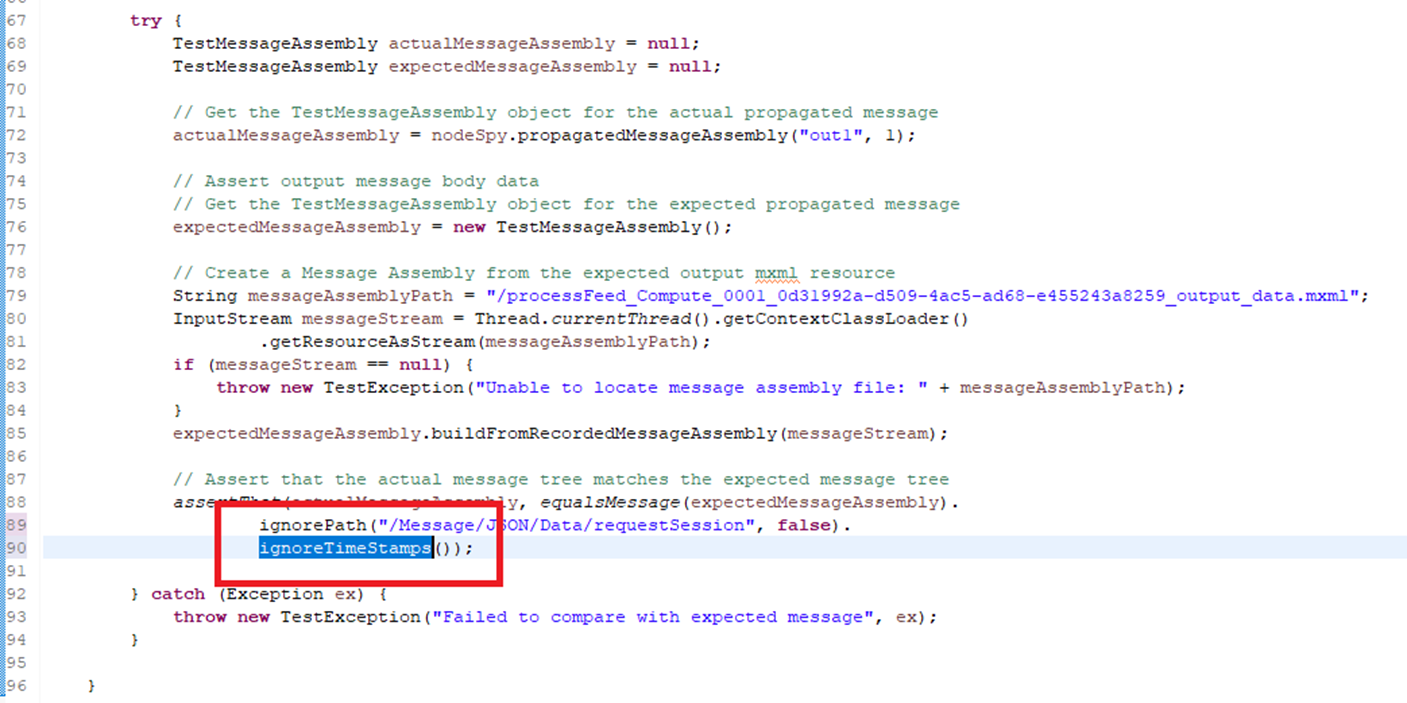 67 try {
68 TestMessageAssembly actualMessageAssembly = null;
69 TestMessageAssembly expectedMessageAssembly = null;
70
71 // Get the TestMessageAssembly object for the actual propagated message
72 actualMessageAssembly = nodeSpy.propagatedMessageAssembly("out1", 1);
73
74 // Assert output message body data
75 // Get the TestMessageAssembly object for the expected propagated message
76 expectedMessageAssembly = new TestMessageAssembly();
77
78 // Create a Message Assembly from the expected output mxml resource
79 String messageAssemblyPath = "/processFeed_Compute_0001_0d31992a-d509-4ac5-ad68-e455243a8259_output_data.mxml";
80 InputStream messageStream = Thread.currentThread().getContextClassLoader()
81 .getResourceAsStream(messageAssemblyPath);
82 if (messageStream == null) {
83 throw new TestException("Unable to locate message assembly file: " + messageAssemblyPath);
84 }
85 expectedMessageAssembly.buildFromRecordedMessageAssembly(messageStream);
86
87 // Assert that the actual message tree matches the expected message tree
88 assertThat(actualMessageAssembly, equalsMessage(expectedMessageAssembly).
89 ignorePath("/Message/JSON/Data/requestSession", false).
90 ignoreTimeStamps());
91
92 } catch (Exception ex) {
93 throw new TestException("Failed to compare with expected message", ex);
94 }
95
96 }